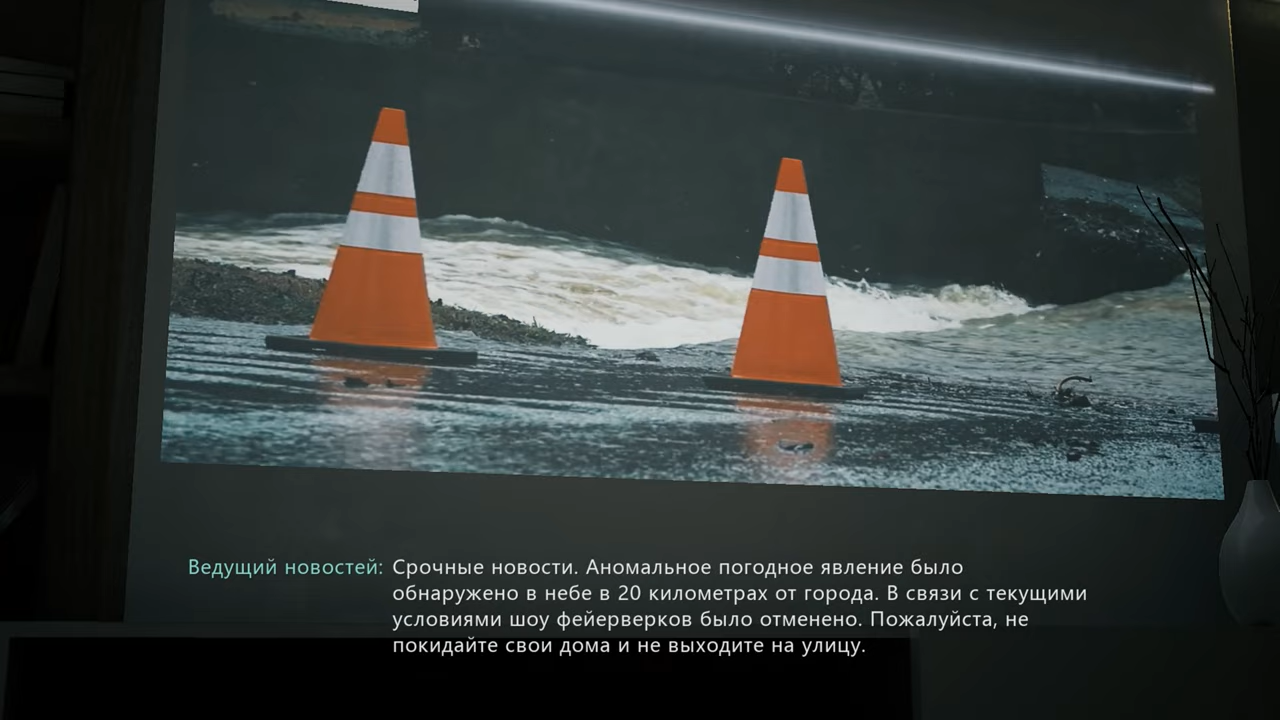 Ведущий новостей: Срочные новости. Аномальное погодное явление было
обнаружено в небе в 20 километрах от города. В связи с текущими
условиями шоу фейерверков было отменено. Пожалуйста, не
покидайте свои дома и не выходите на улицу.